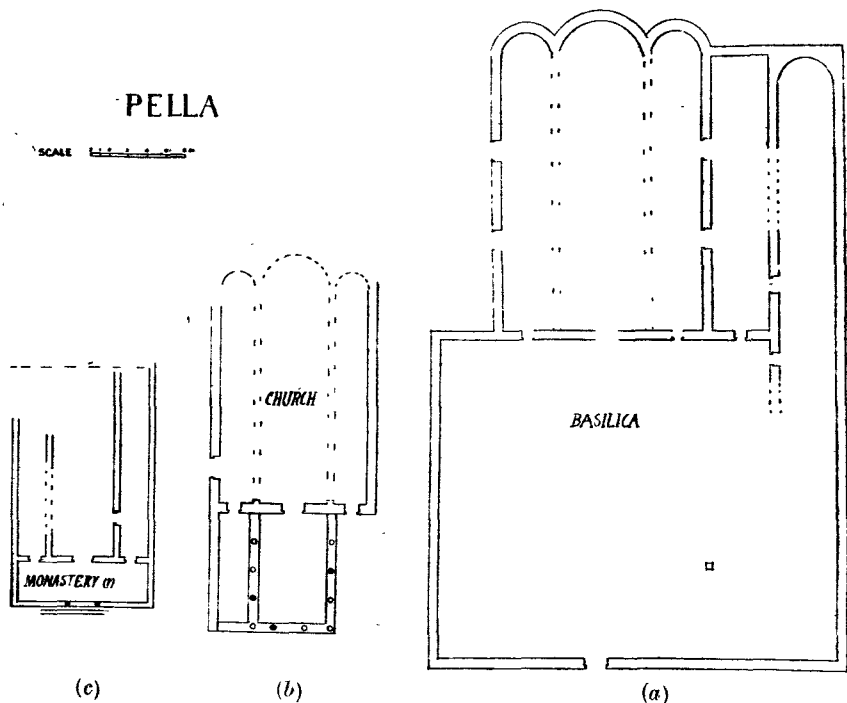 PELLA
SCALE
CHURCH
BASILICA
MONASTERY (?)
(c) (b) (a)